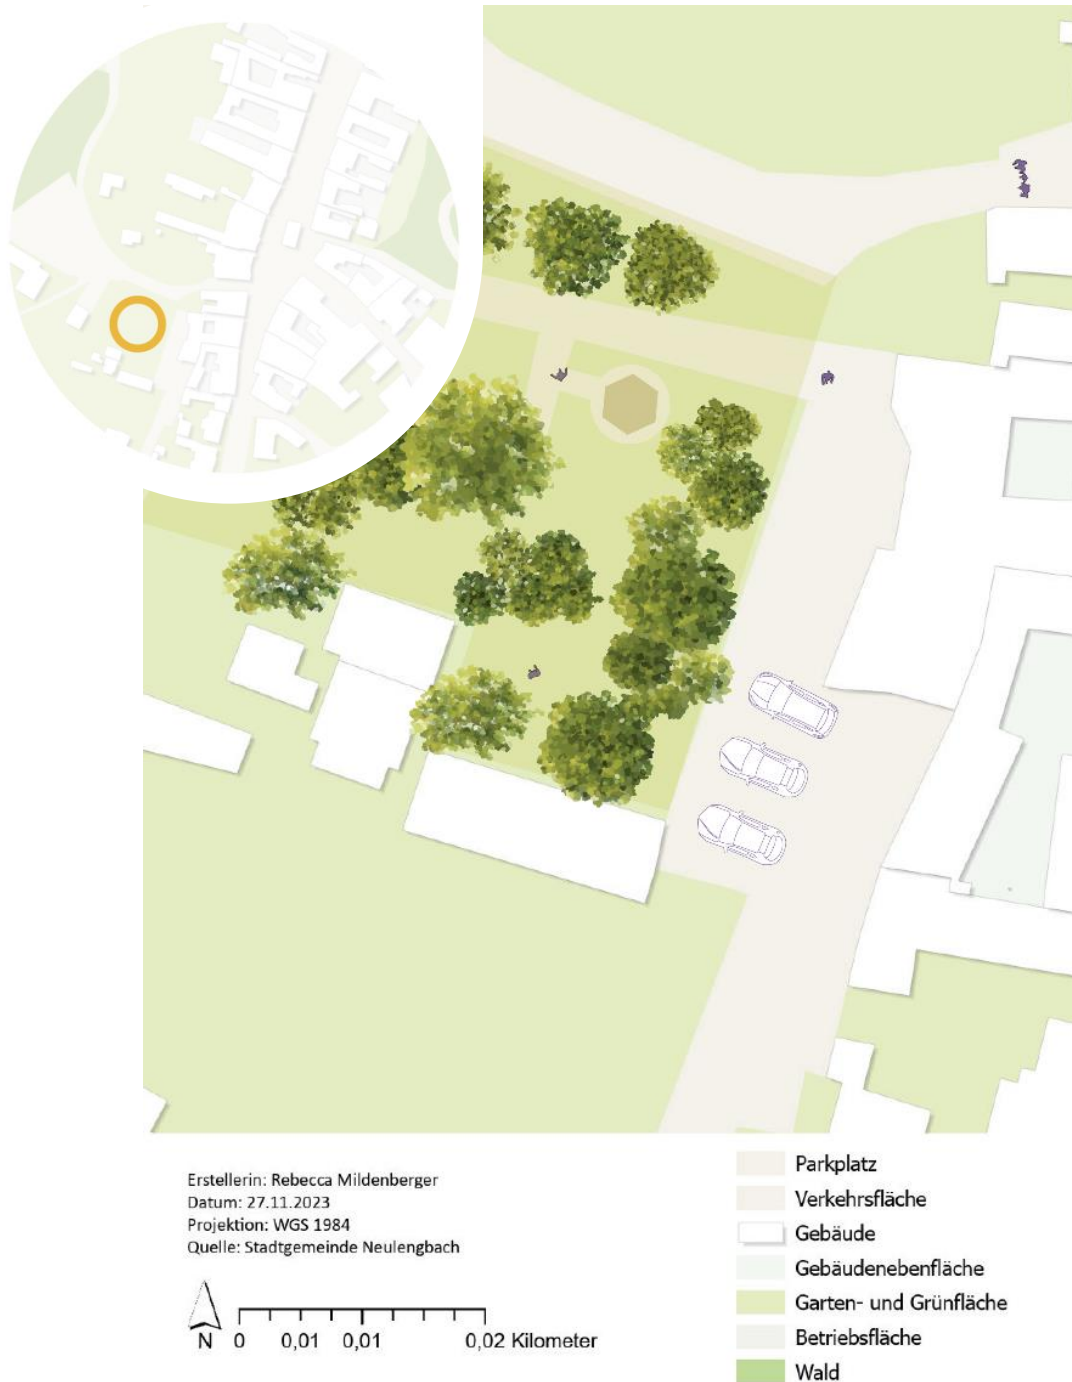 Erstellerin: Rebecca Mildenberger
Datum: 27.11.2023
Projektion: WGS 1984
Quelle: Stadtgemeinde Neulengbach
N 0 0,01 0,01 0,02 Kilometer
Parkplatz
Verkehrsfläche
Gebäude
Gebäudenebenfläche
Garten- und Grünfläche
Betriebsfläche
Wald